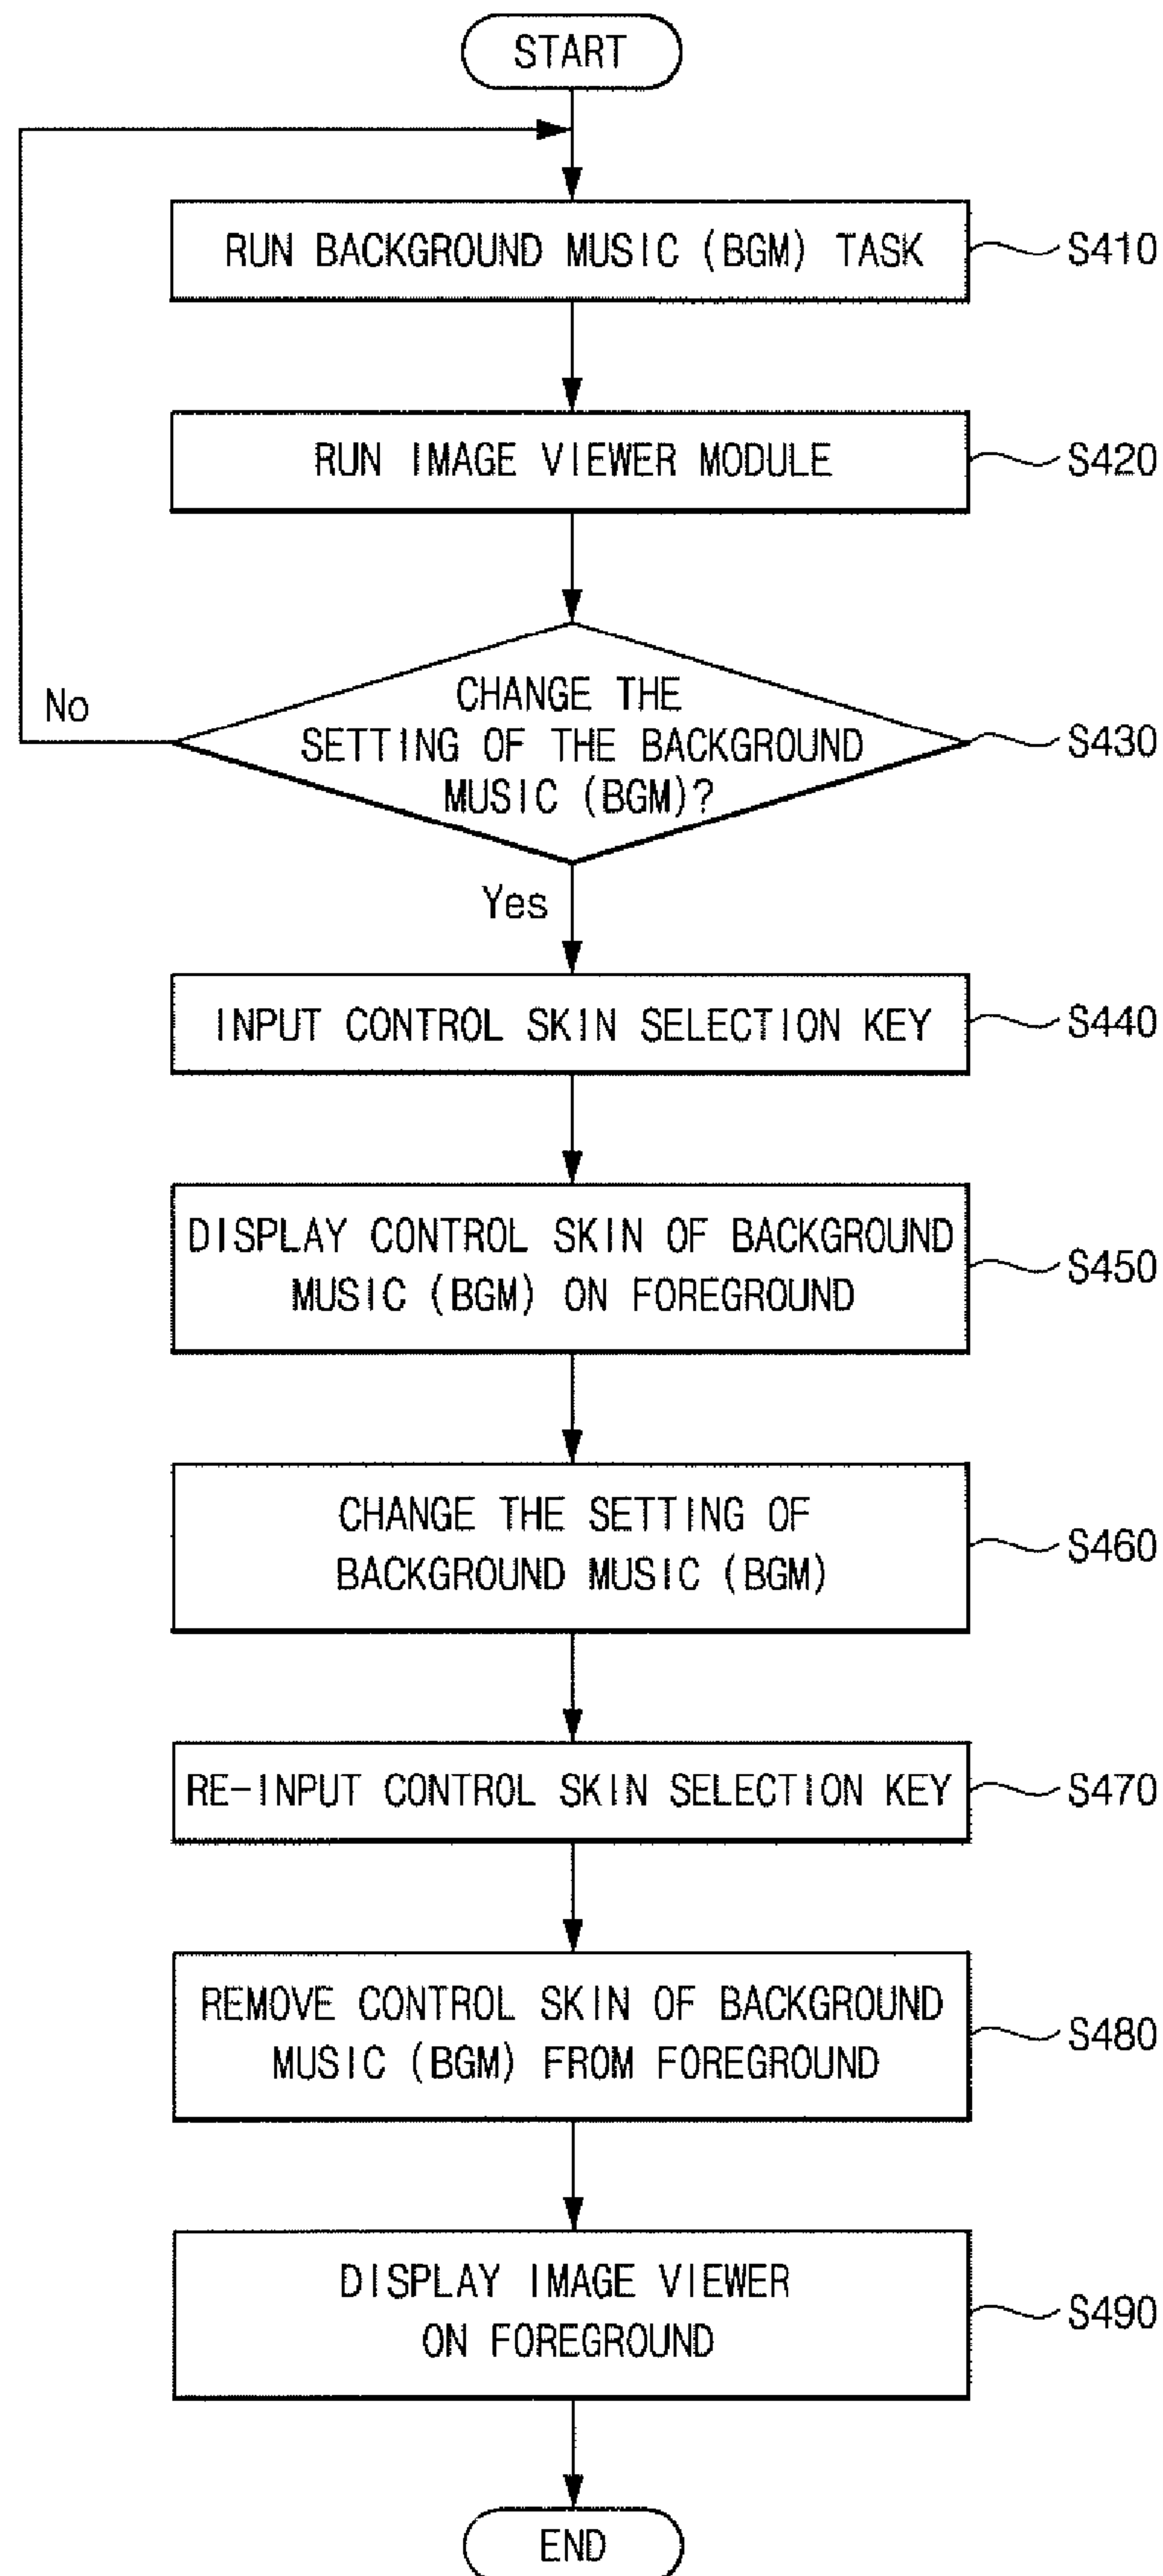 START
RUN BACKGROUND MUSIC (BGM) TASK
S410
RUN IMAGE VIEWER MODULE
S420
CHANGE THE
SETTING OF THE BACKGROUND
MUSIC (BGM)?
S430
No
Yes
INPUT CONTROL SKIN SELECTION KEY
S440
DISPLAY CONTROL SKIN OF BACKGROUND
MUSIC (BGM) ON FOREGROUND
S450
CHANGE THE SETTING OF
BACKGROUND MUSIC (BGM)
S460
RE-INPUT CONTROL SKIN SELECTION KEY
S470
REMOVE CONTROL SKIN OF BACKGROUND
MUSIC (BGM) FROM FOREGROUND
S480
DISPLAY IMAGE VIEWER
ON FOREGROUND
S490
END